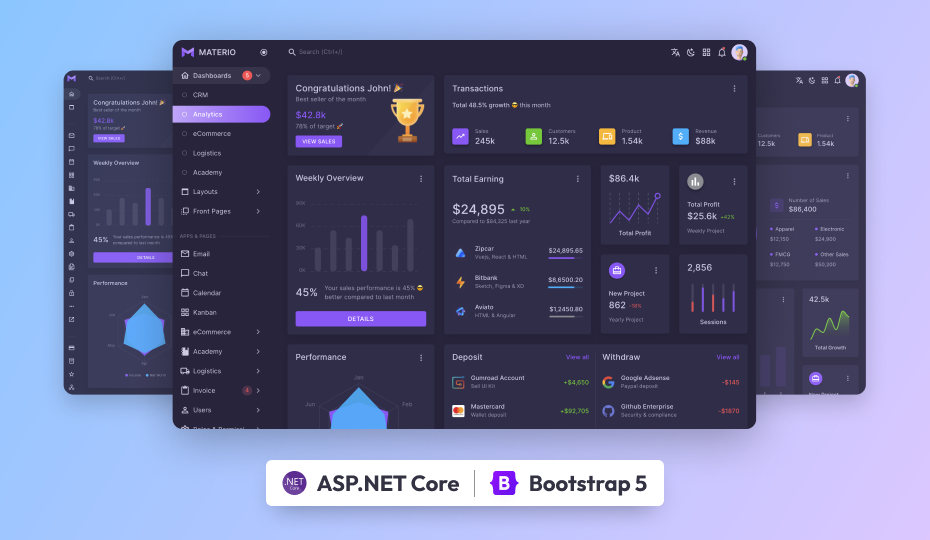 MATERIO
Search (Ctrl+/)
Dashboards
5
CRM
Analytics
eCommerce
Logistics
Academy
Layouts
Front Pages
APPS & PAGES
Email
Chat
Calendar
Kanban
eCommerce
Academy
Logistics
Invoice
4
Users
Congratulations John! 🎉
Best seller of the month
$42.8k
78% of target 🚀
VIEW SALES
Transactions
Total 48.5% growth 😎 this month
Sales
245k
Customers
12.5k
Product
1.54k
Revenue
$88k
Weekly Overview
90K
60K
30K
0K
45%
Your sales performance is 45% 😎
better compared to last month
DETAILS
Total Earning
$24,895
10%
Compared to $84,325 last year
Zipcar
Vuejs, React & HTML
$24,895.65
Bitbank
Sketch, Figma & XD
$8,6500.20
Aviato
HTML & Angular
$1,2450.80
$86.4k
Total Profit
Total Profit
$25.6k +42%
Weekly Project
New Project
862 -18%
Yearly Project
2,856
Sessions
Performance
Jan
Jun
Feb
Deposit
View all
Gumroad Account
Sell UI Kit
+$4,650
Mastercard
Wallet deposit
+$92,705
Withdraw
View all
Google Adsense
Paypal deposit
-$145
Github Enterprise
Security & compliance
-$1870
Search (Ctrl+/)
Congratulations John! 🎉
Best seller of the month
$42.8k
78% of target 🚀
VIEW SALES
Weekly Overview
45%
Your sales performance is 45%
compared to last month
DETAILS
Performance
Customers
12.5k
Product
1.54k
Number of Sales
$86,400
Apparel
$12,150
Electronic
$24,900
FMCG
$12,750
Other Sales
$50,200
42.5k
Total Growth
New Project
.NET
Core
ASP.NET Core
B
Bootstrap 5